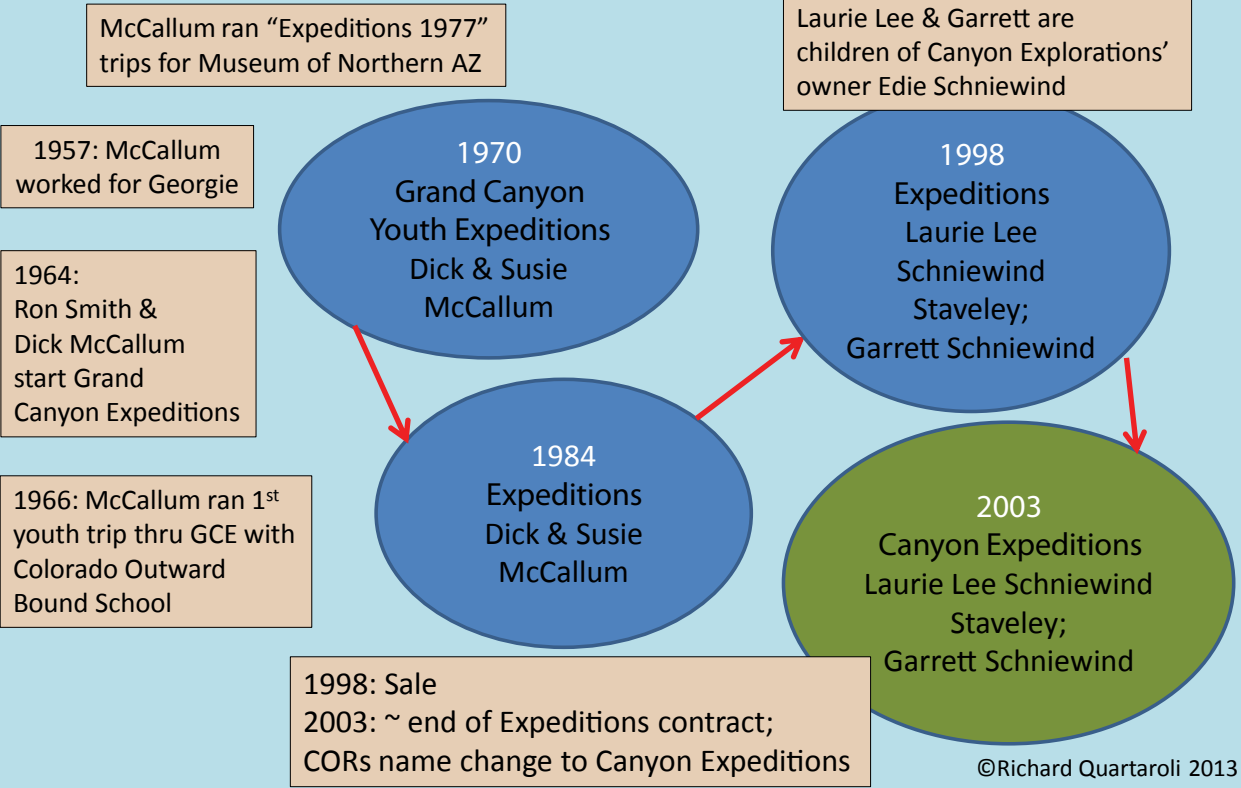 McCallum ran “Expeditions 1977”
trips for Museum of Northern AZ
Laurie Lee & Garrett are
children of Canyon Explorations’
owner Edie Schniewind
1957: McCallum
worked for Georgie
1964:
Ron Smith &
Dick McCallum
start Grand
Canyon Expeditions
1966: McCallum ran 1st
youth trip thru GCE with
Colorado Outward
Bound School
1970
Grand Canyon
Youth Expeditions
Dick & Susie
McCallum
1984
Expeditions
Dick & Susie
McCallum
1998
Expeditions
Laurie Lee
Schniewind
Staveley;
Garrett Schniewind
2003
Canyon Expeditions
Laurie Lee Schniewind
Staveley;
Garrett Schniewind
1998: Sale
2003: ~ end of Expeditions contract;
CORs name change to Canyon Expeditions
©Richard Quartaroli 2013